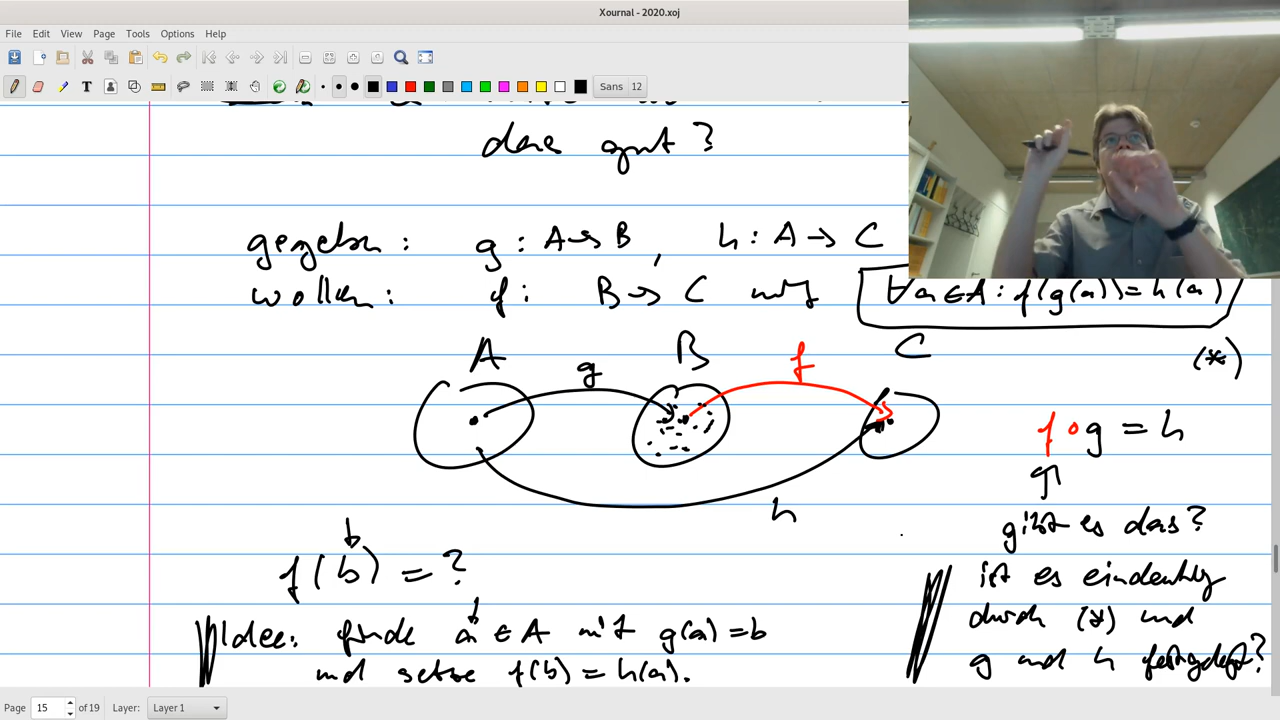 Xournal - 2020.xoj
File Edit View Page Tools Options Help
Sans 12
das gut?
gegeben: g: A→B, h: A→C
wollen: f: B→C mit ∀a∈A: f(g(a))=h(a)
(*)
A B C
g f
h
f∘g = h
gibt es das?
ist es eindeutig
durch (*) und
g und h festgelegt?
f(b) = ?
Idee: finde a ∈ A mit g(a)=b
und setze f(b) = h(a).
Page 15 of 19 Layer: Layer 1